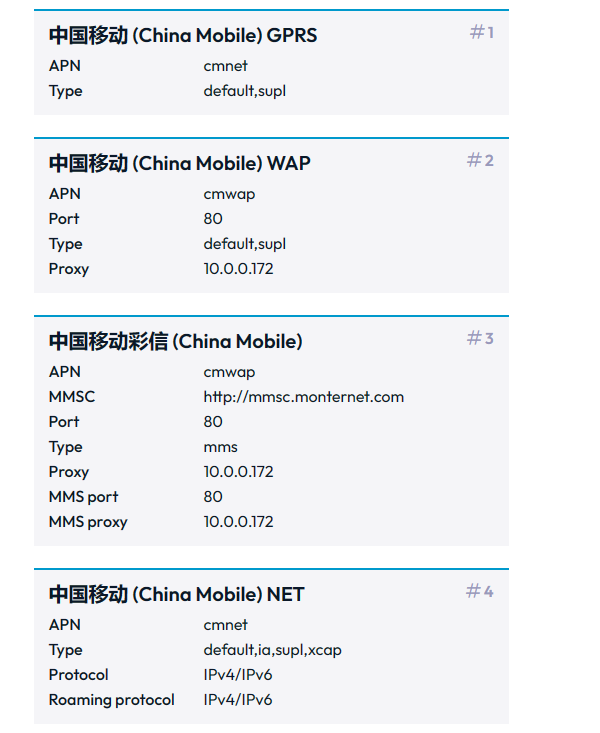 中国移动 (China Mobile) GPRS #1
APN cmnet
Type default,supl
中国移动 (China Mobile) WAP #2
APN cmwap
Port 80
Type default,supl
Proxy 10.0.0.172
中国移动彩信 (China Mobile) #3
APN cmwap
MMSC http://mmsc.monternet.com
Port 80
Type mms
Proxy 10.0.0.172
MMS port 80
MMS proxy 10.0.0.172
中国移动 (China Mobile) NET #4
APN cmnet
Type default,ia,supl,xcap
Protocol IPv4/IPv6
Roaming protocol IPv4/IPv6